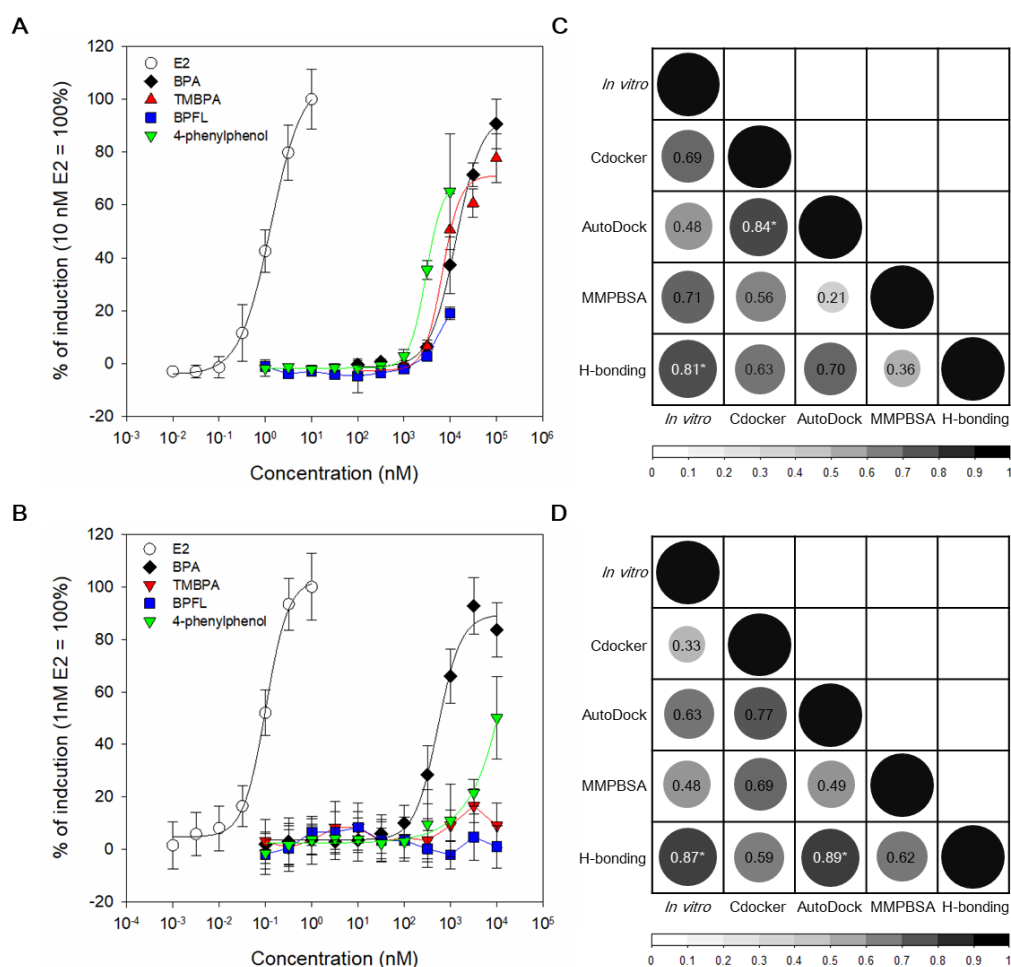 A
% of induction (10 nM E2 = 100%)
120
100
80
60
40
20
0
-20
E2
BPA
TMBPA
BPFL
4-phenylphenol
10-3 10-2 10-1 100 101 102 103 104 105 106
Concentration (nM)
C
In vitro
Cdocker 0.69
AutoDock 0.48 0.84*
MMPBSA 0.71 0.56 0.21
H-bonding 0.81* 0.63 0.70 0.36
In vitro Cdocker AutoDock MMPBSA H-bonding
0 0.1 0.2 0.3 0.4 0.5 0.6 0.7 0.8 0.9 1
B
% of indcution (1nM E2 = 100%)
120
100
80
60
40
20
0
-20
E2
BPA
TMBPA
BPFL
4-phenylphenol
10-4 10-3 10-2 10-1 100 101 102 103 104 105
Concentration (nM)
D
In vitro
Cdocker 0.33
AutoDock 0.63 0.77
MMPBSA 0.48 0.69 0.49
H-bonding 0.87* 0.59 0.89* 0.62
In vitro Cdocker AutoDock MMPBSA H-bonding
0 0.1 0.2 0.3 0.4 0.5 0.6 0.7 0.8 0.9 1